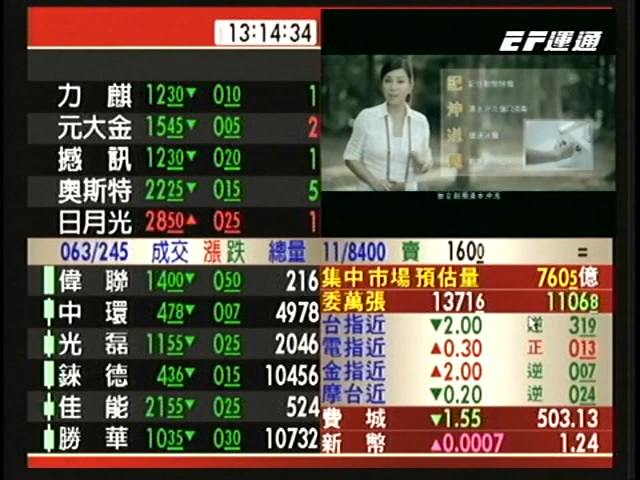 13:14:34
EF運通
力麒 1230▼ 010 1
元大金 1545▼ 005 2
撼訊 1230▼ 020 1
奧斯特 2225▼ 015 5
日月光 2850▲ 025 1
063/245 成交 漲跌 總量
11/8400 賣 1600 =
偉聯 1400▼ 050 216
中環 478▼ 007 4978
光磊 1155▼ 025 2046
錸德 436▼ 015 10456
佳能 2155▼ 025 524
勝華 1035▼ 030 10732
集中市場預估量 7605億
委萬張 13716 11068
台指近 ▼2.00 逆 319
電指近 ▲0.30 正 013
金指近 ▲2.00 逆 007
摩台近 ▼0.20 逆 024
費城 ▼1.55 503.13
新幣 ▲0.0007 1.24